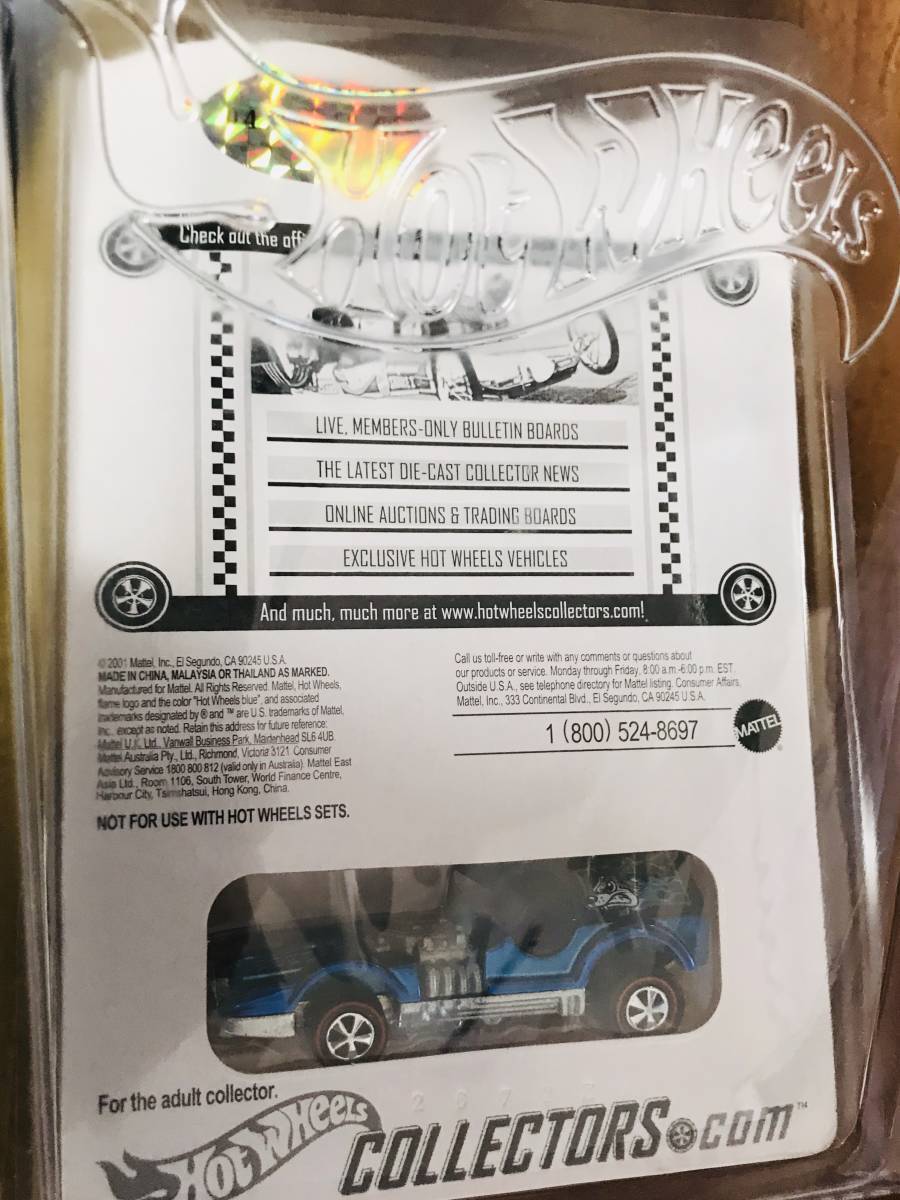 Hot Wheels
Check out the off
LIVE, MEMBERS-ONLY BULLETIN BOARDS
THE LATEST DIE-CAST COLLECTOR NEWS
ONLINE AUCTIONS & TRADING BOARDS
EXCLUSIVE HOT WHEELS VEHICLES
And much, much more at www.hotwheelscollectors.com!
© 2001 Mattel, Inc., El Segundo, CA 90245 U.S.A.
MADE IN CHINA, MALAYSIA OR THAILAND AS MARKED.
Manufactured for Mattel. All Rights Reserved. Mattel, Hot Wheels,
flame logo and the color "Hot Wheels blue", and associated
trademarks designated by ® and ™ are U.S. trademarks of Mattel,
Inc., except as noted. Retain this address for future reference:
Mattel U.K. Ltd., Vanwall Business Park, Maidenhead SL6 4UB.
Mattel Australia Pty., Ltd., Richmond, Victoria 3121. Consumer
Advisory Service 1800 800 812 (valid only in Australia). Mattel East
Asia Ltd., Room 1106, South Tower, World Finance Centre,
Harbour City, Tsimshatsui, Hong Kong, China.
NOT FOR USE WITH HOT WHEELS SETS.
Call us toll-free or write with any comments or questions about
our products or service. Monday through Friday, 8:00 a.m.-6:00 p.m. EST.
Outside U.S.A., see telephone directory for Mattel listing. Consumer Affairs,
Mattel, Inc., 333 Continental Blvd., El Segundo, CA 90245 U.S.A.
1 (800) 524-8697
MATTEL®
For the adult collector.
Hot Wheels
COLLECTORS.com™